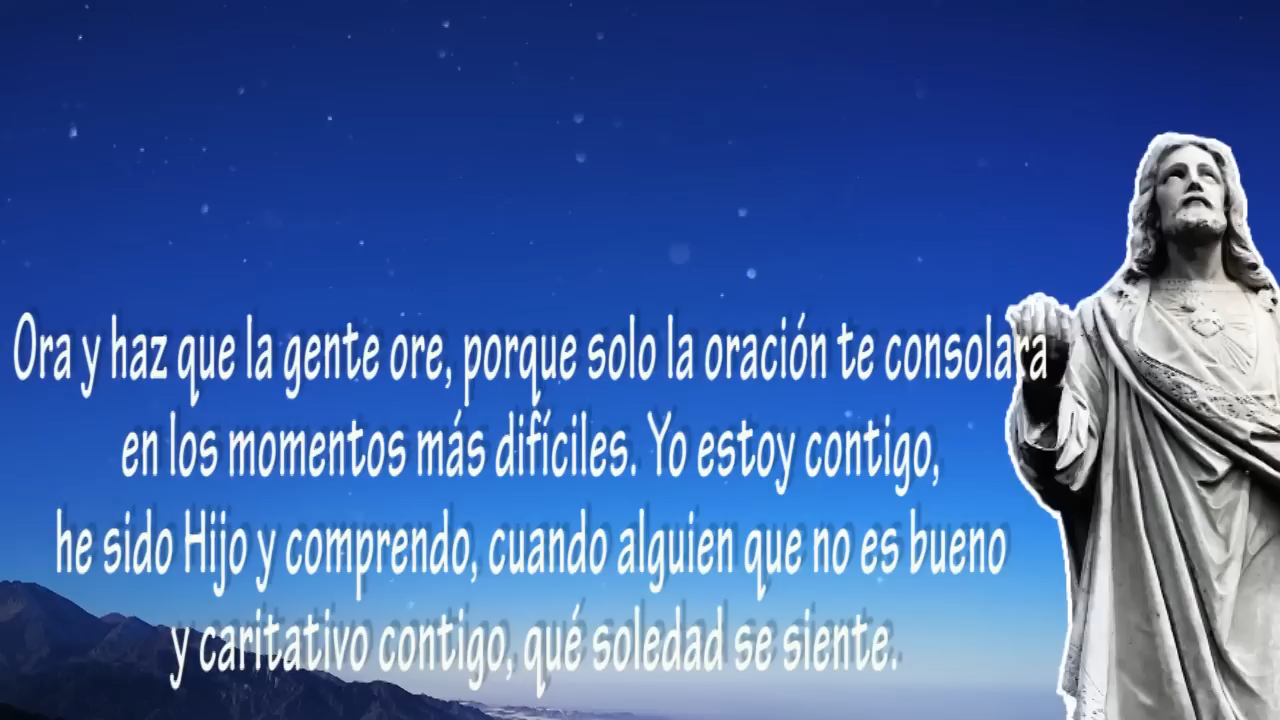 Ora y haz que la gente ore, porque solo la oración te consolará
en los momentos más difíciles. Yo estoy contigo,
he sido Hijo y comprendo, cuando alguien que no es bueno
y caritativo contigo, qué soledad se siente.